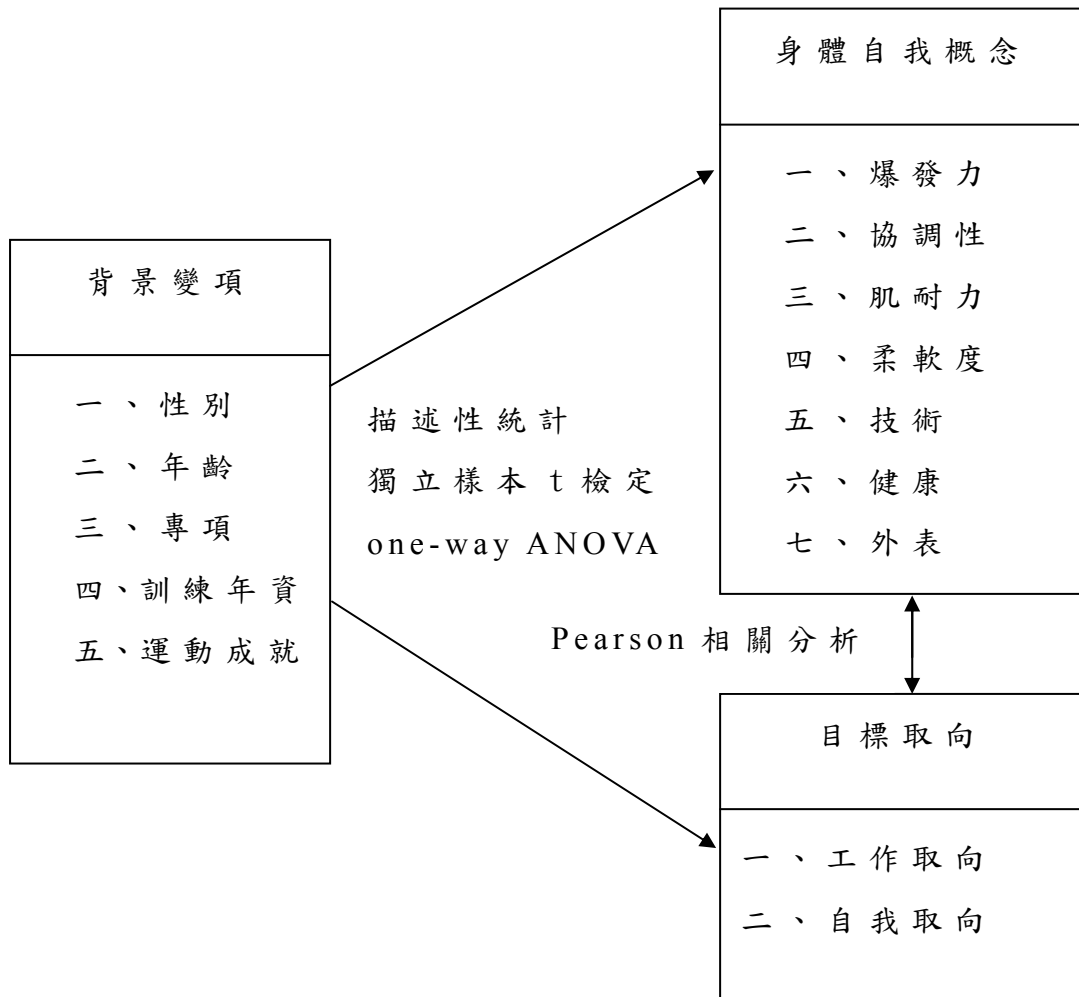 身體自我概念
一、爆發力
二、協調性
三、肌耐力
四、柔軟度
五、技術
六、健康
七、外表
背景變項
一、性別
二、年齡
三、專項
四、訓練年資
五、運動成就
描述性統計
獨立樣本 t 檢定
one-way ANOVA
Pearson 相關分析
目標取向
一、工作取向
二、自我取向